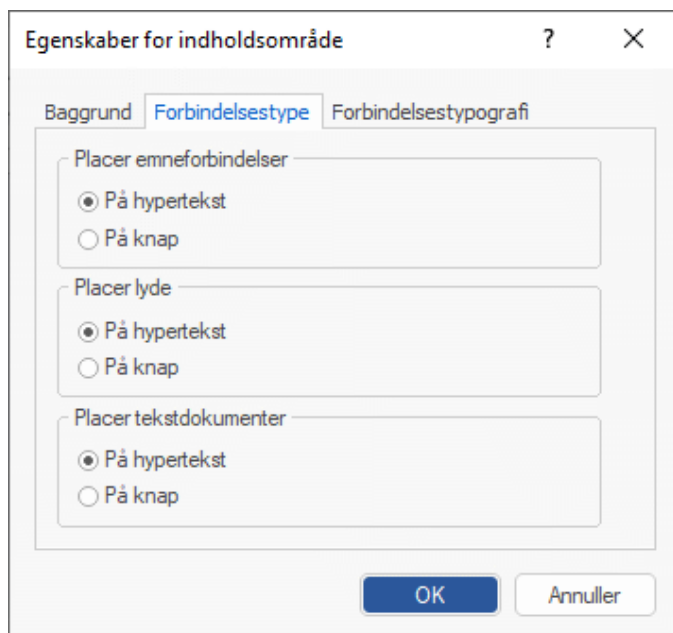 Egenskaber for indholdsområde ?
Baggrund Forbindelsestype Forbindelsestypografi
Placer emneforbindelser
På hypertekst
På knap
Placer lyde
På hypertekst
På knap
Placer tekstdokumenter
På hypertekst
På knap
OK Annuller